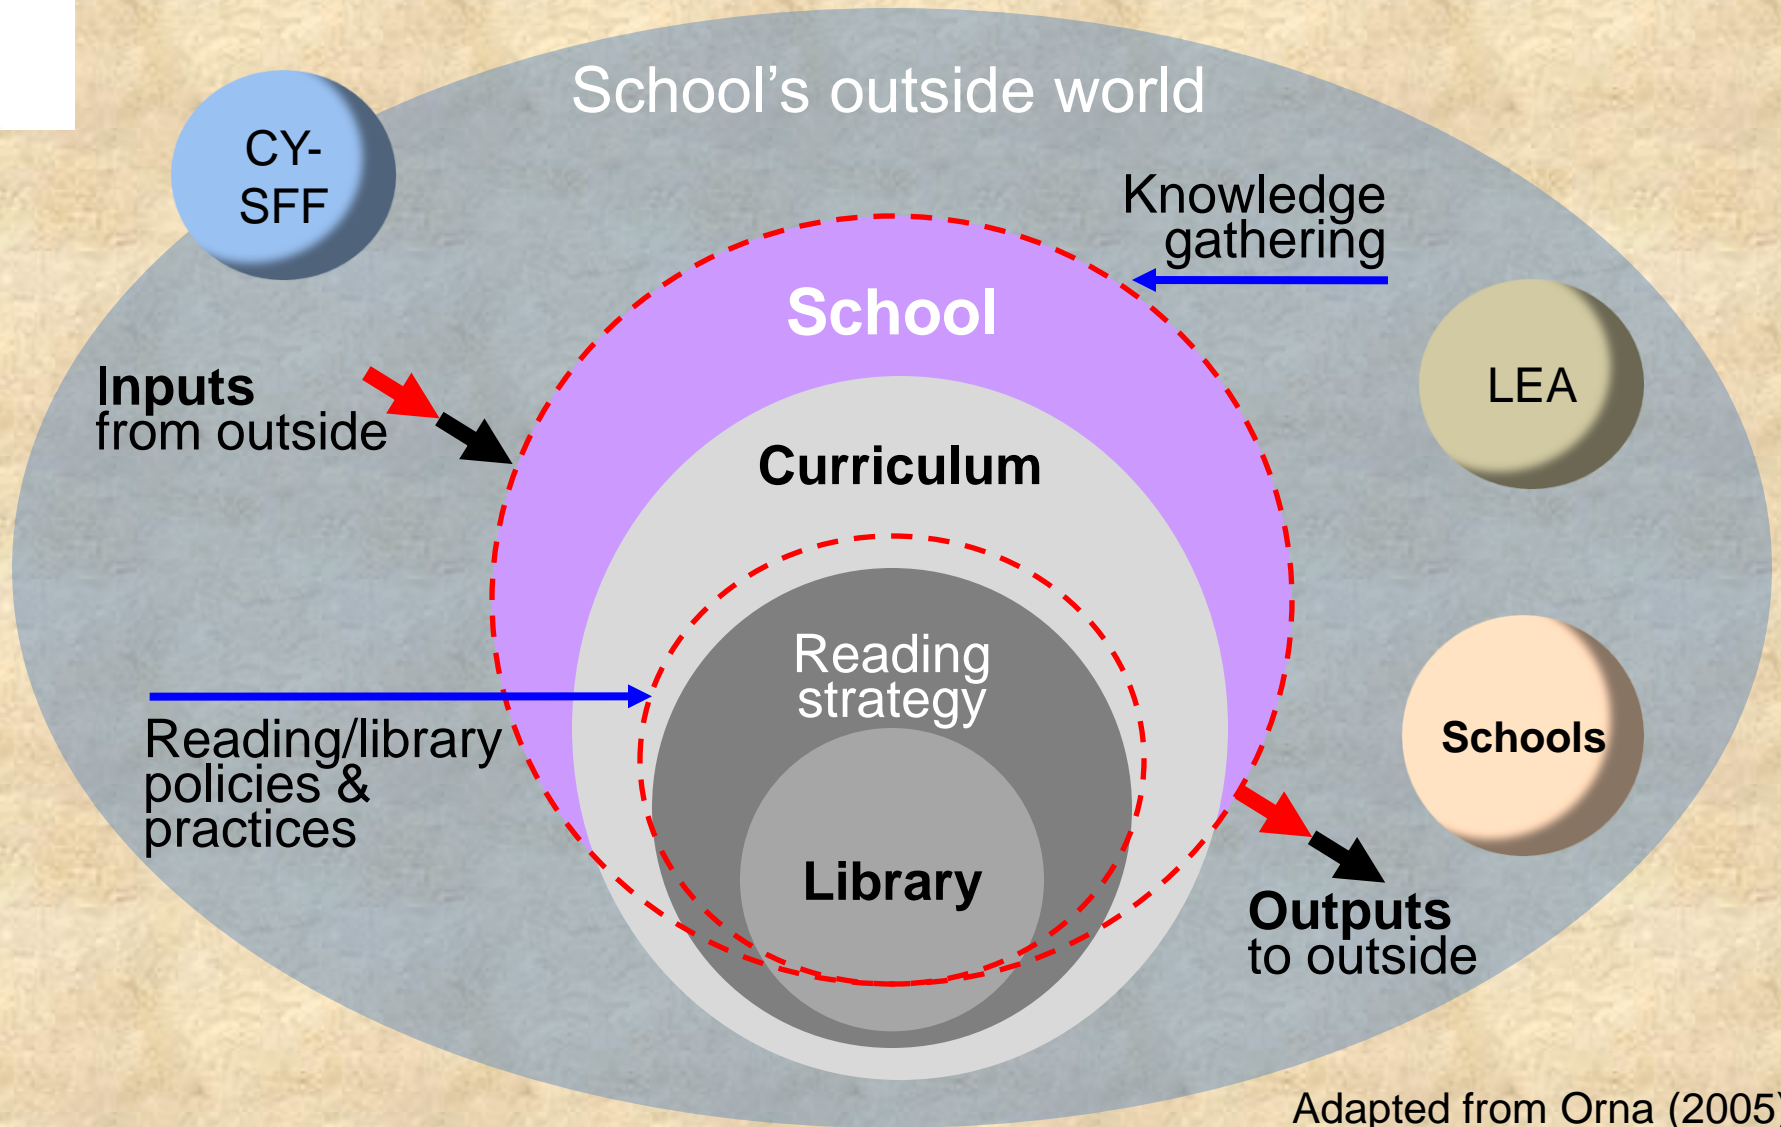 School's outside world
CY-
SFF
Knowledge
gathering
School
Inputs
from outside
LEA
Curriculum
Reading
strategy
Reading/library
policies &
practices
Schools
Library
Outputs
to outside
Adapted from Orna (2005)